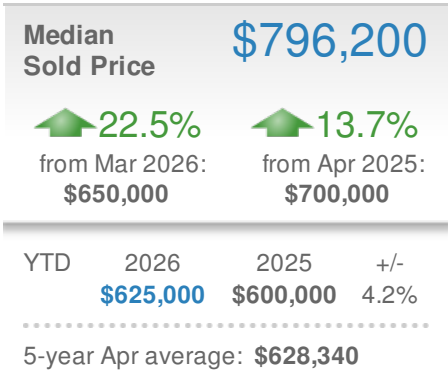 Median $796,200
Sold Price
22.5% 13.7%
from Mar 2026: from Apr 2025:
$650,000 $700,000
YTD 2026 2025 +/-
$625,000 $600,000 4.2%
5-year Apr average: $628,340